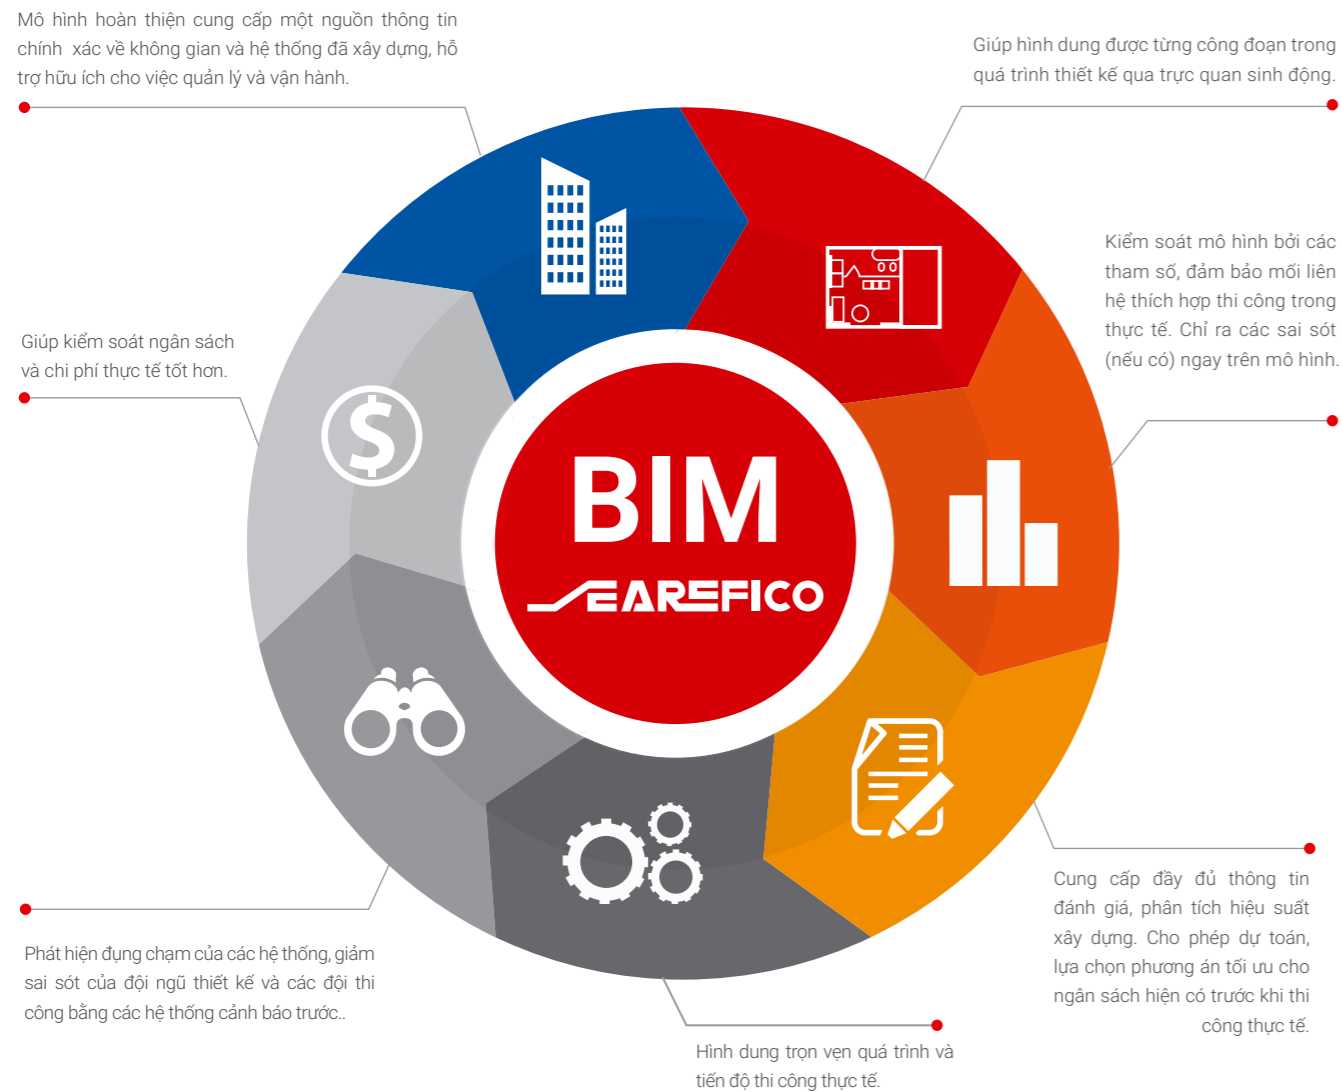 Mô hình hoàn thiện cung cấp một nguồn thông tin
chính xác về không gian và hệ thống đã xây dựng, hỗ
trợ hữu ích cho việc quản lý và vận hành.
Giúp hình dung được từng công đoạn trong
quá trình thiết kế qua trực quan sinh động.
Kiểm soát mô hình bởi các
tham số, đảm bảo mối liên
hệ thích hợp thi công trong
thực tế. Chỉ ra các sai sót
(nếu có) ngay trên mô hình.
Giúp kiểm soát ngân sách
và chi phí thực tế tốt hơn.
$
BIM
SEAREFICO
Cung cấp đầy đủ thông tin
đánh giá, phân tích hiệu suất
xây dựng. Cho phép dự toán,
lựa chọn phương án tối ưu cho
ngân sách hiện có trước khi thi
công thực tế.
Phát hiện đụng chạm của các hệ thống, giảm
sai sót của đội ngũ thiết kế và các đội thi
công bằng các hệ thống cảnh báo trước..
Hình dung trọn vẹn quá trình và
tiến độ thi công thực tế.